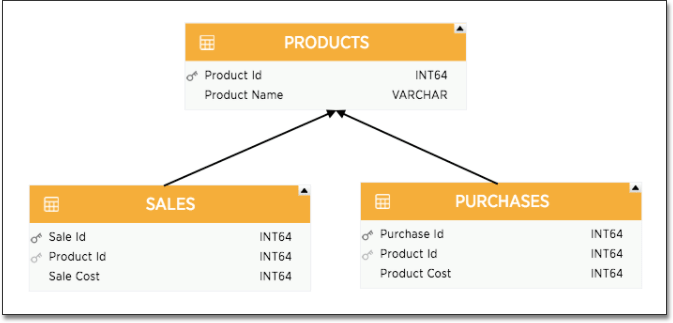 PRODUCTS
Product Id INT64
Product Name VARCHAR
SALES
Sale Id INT64
Product Id INT64
Sale Cost INT64
PURCHASES
Purchase Id INT64
Product Id INT64
Product Cost INT64